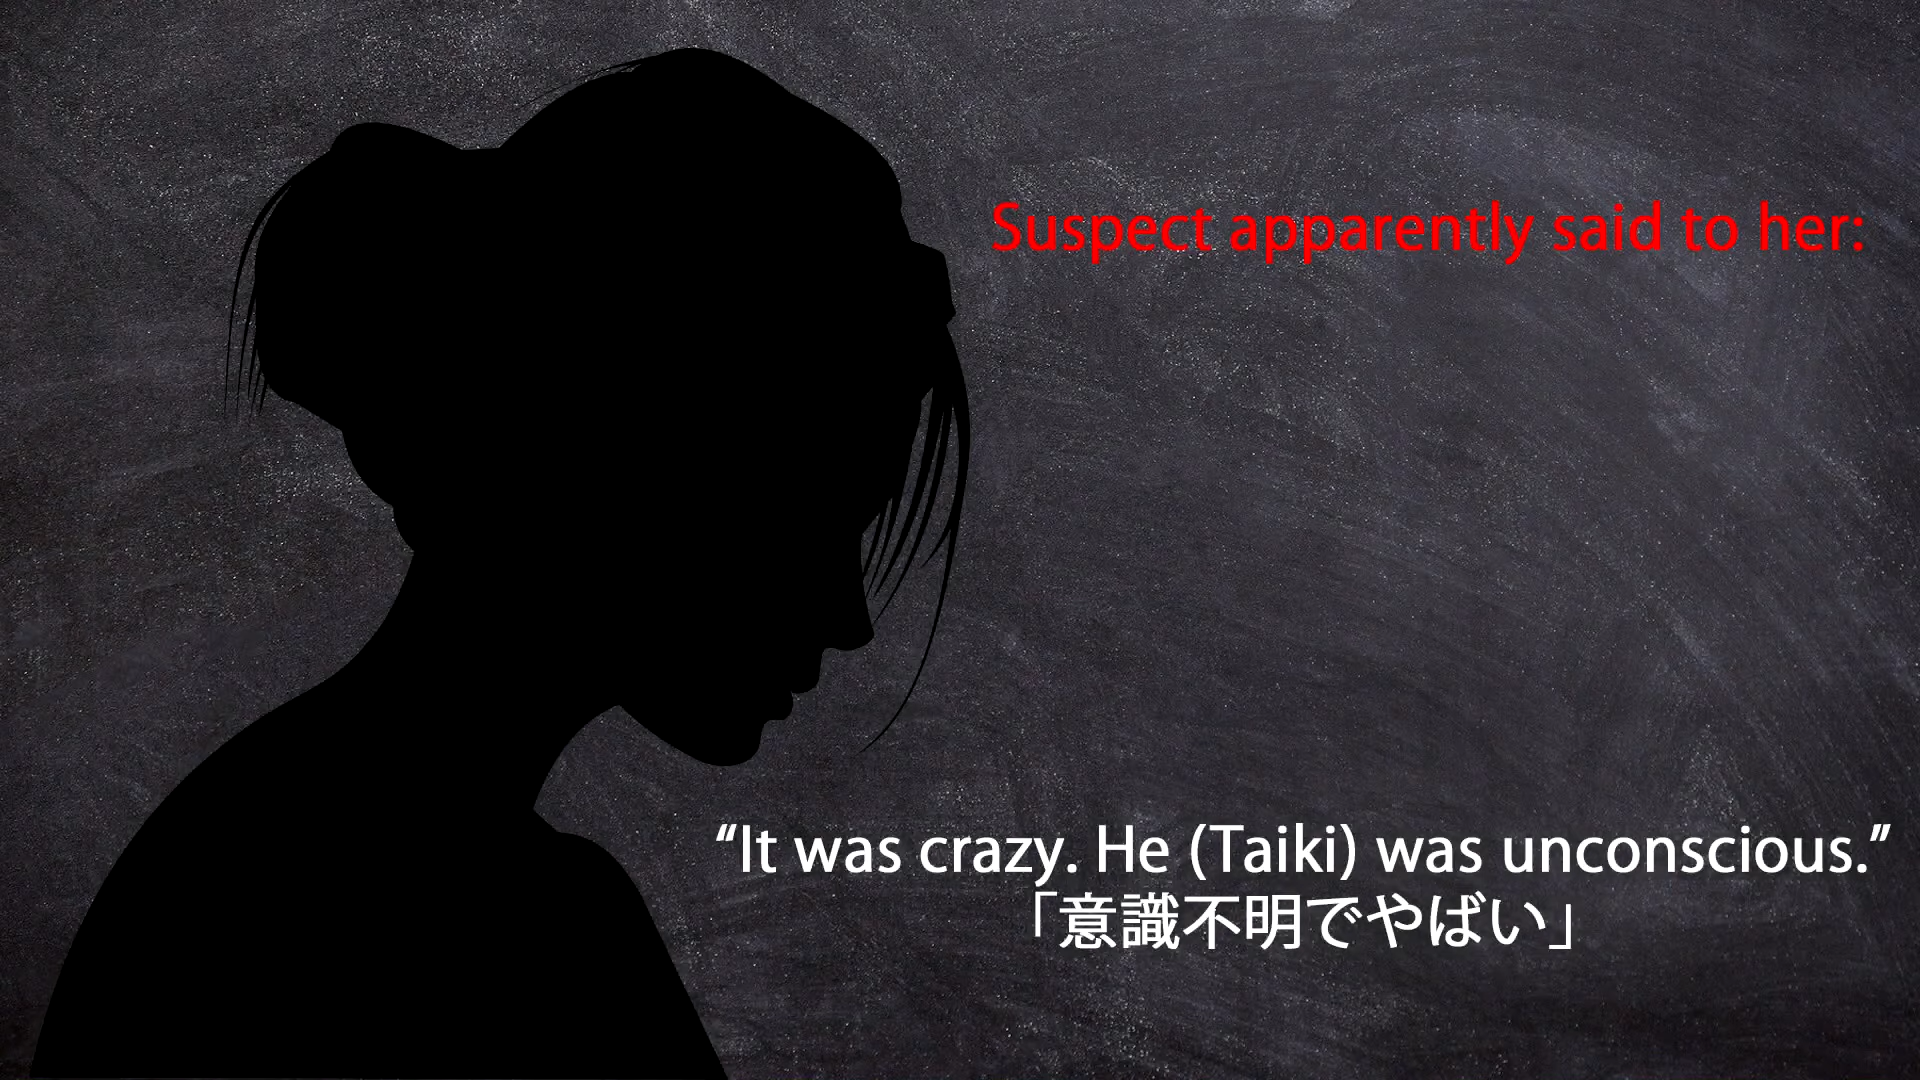 Suspect apparently said to her:
“It was crazy. He (Taiki) was unconscious.”
「意識不明でやばい」